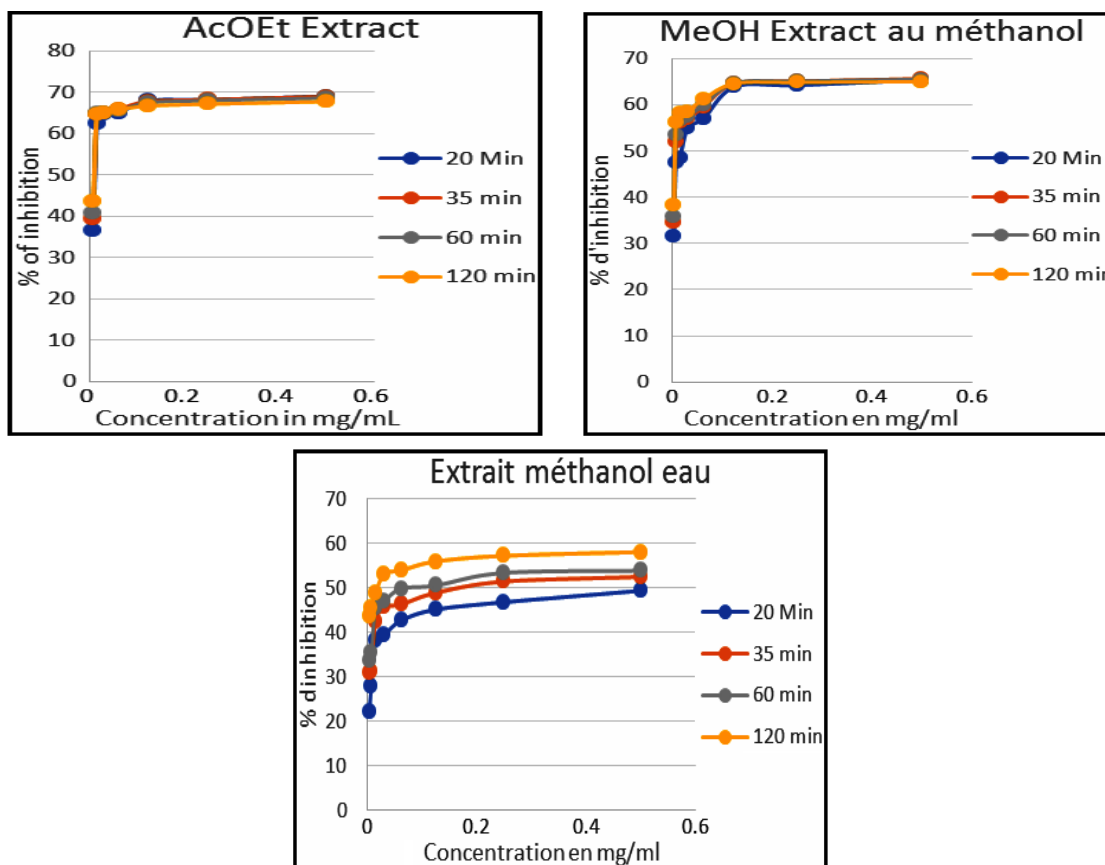 AcOEt Extract
80
70
60
50
40
30
20
10
0
% of inhibition
0
0.2
0.4
0.6
Concentration in mg/mL
20 Min
35 min
60 min
120 min
MeOH Extract au méthanol
70
60
50
40
30
20
10
0
% d'inhibition
0
0.2
0.4
0.6
Concentration en mg/ml
20 Min
35 min
60 min
120 min
Extrait méthanol eau
70
60
50
40
30
20
10
0
% dinhibition
0
0.2
0.4
0.6
Concentration en mg/ml
20 Min
35 min
60 min
120 min